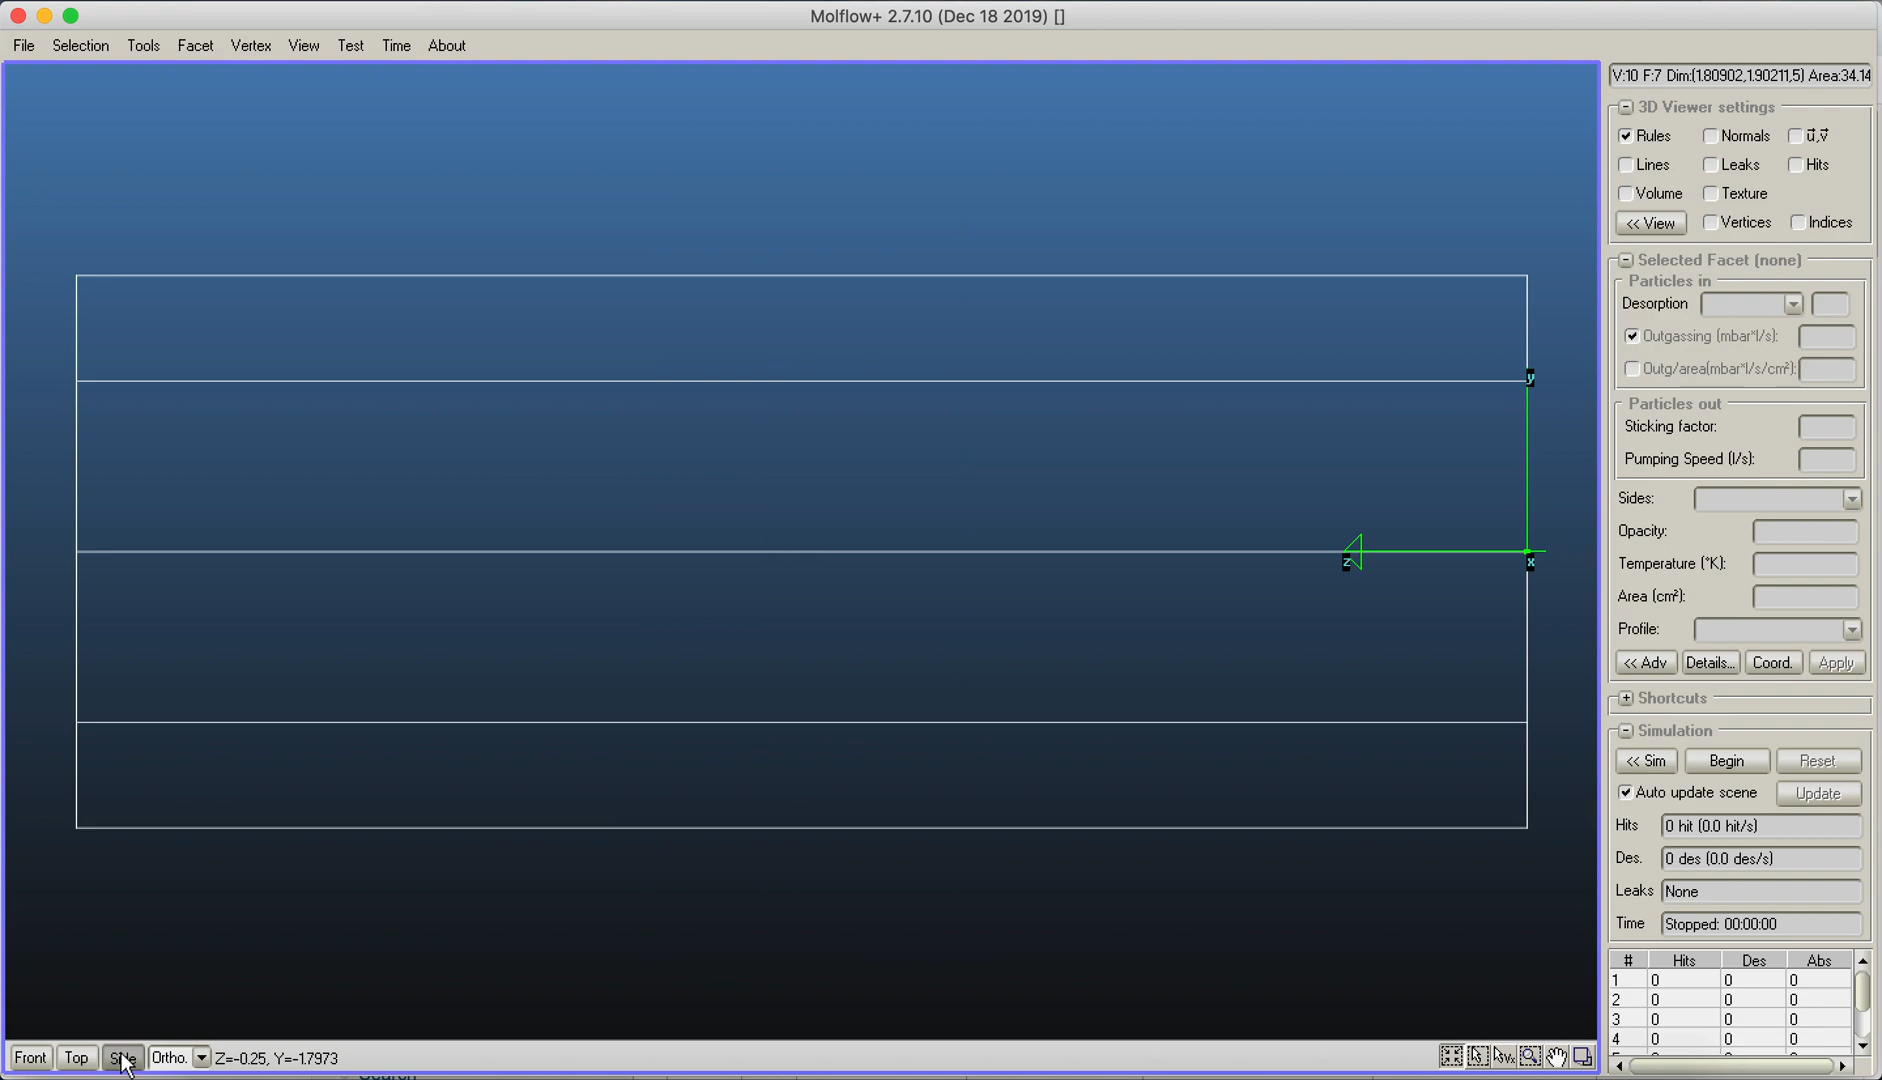 Molflow+ 2.7.10 (Dec 18 2019) []
File Selection Tools Facet Vertex View Test Time About
V:10 F:7 Dim:(1.80902,1.90211,5) Area:34.14
3D Viewer settings
Rules Normals u,v
Lines Leaks Hits
Volume Texture
<< View Vertices Indices
Selected Facet (none)
Particles in
Desorption
Outgassing (mbar*l/s):
Outg/area(mbar*l/s/cm²):
Particles out
Sticking factor:
Pumping Speed (l/s):
Sides:
Opacity:
Temperature (°K):
Area (cm²):
Profile:
<< Adv Details... Coord. Apply
Shortcuts
Simulation
<< Sim Begin Reset
Auto update scene Update
Hits 0 hit (0.0 hit/s)
Des. 0 des (0.0 des/s)
Leaks None
Time Stopped: 00:00:00
# Hits Des Abs
1 0 0 0
2 0 0 0
3 0 0 0
4 0 0 0
y
z x
Front Top Side Ortho. Z=-0.25, Y=-1.7973